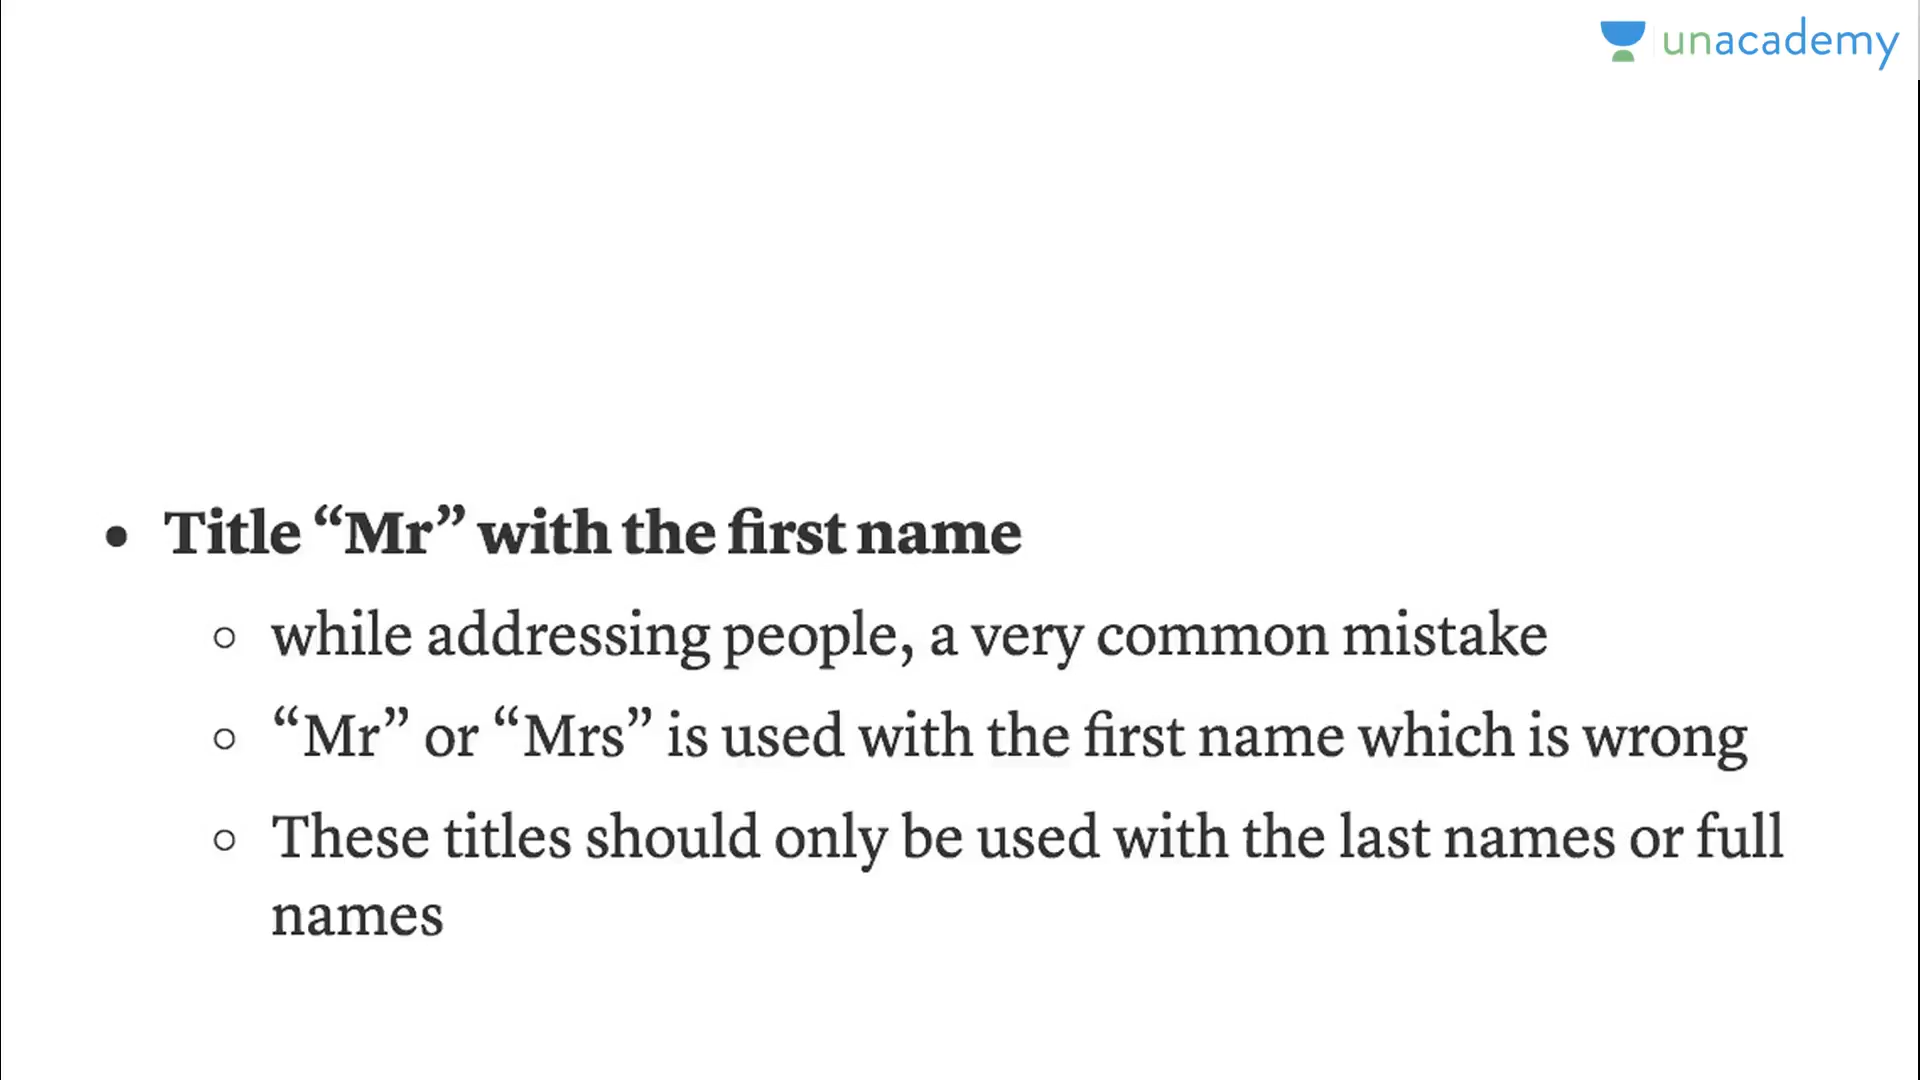 unacademy
• Title “Mr” with the first name
○ while addressing people, a very common mistake
○ “Mr” or “Mrs” is used with the first name which is wrong
○ These titles should only be used with the last names or full
names